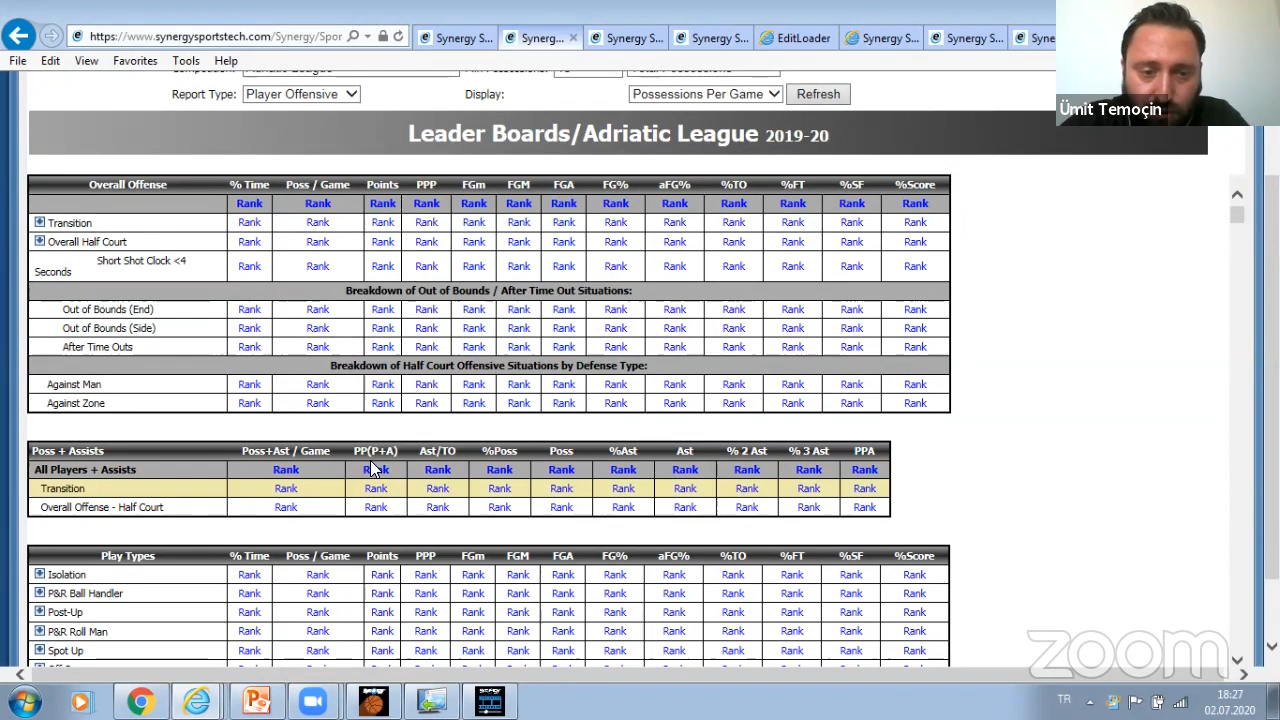 https://www.synergysportstech.com/Synergy/Spor
Synergy S...
Synerg...
Synergy S...
Synergy S...
EditLoader
Synergy S...
Synergy S...
Syne
File Edit View Favorites Tools Help
Report Type: Player Offensive Display: Possessions Per Game Refresh
Ümit Temoçin
Leader Boards/Adriatic League 2019-20
Overall Offense % Time Poss / Game Points PPP FGm FGM FGA FG% aFG% %TO %FT %SF %Score
Rank Rank Rank Rank Rank Rank Rank Rank Rank Rank Rank Rank Rank
Transition Rank Rank Rank Rank Rank Rank Rank Rank Rank Rank Rank Rank Rank
Overall Half Court Rank Rank Rank Rank Rank Rank Rank Rank Rank Rank Rank Rank Rank
Short Shot Clock <4
Seconds Rank Rank Rank Rank Rank Rank Rank Rank Rank Rank Rank Rank Rank
Breakdown of Out of Bounds / After Time Out Situations:
Out of Bounds (End) Rank Rank Rank Rank Rank Rank Rank Rank Rank Rank Rank Rank Rank
Out of Bounds (Side) Rank Rank Rank Rank Rank Rank Rank Rank Rank Rank Rank Rank Rank
After Time Outs Rank Rank Rank Rank Rank Rank Rank Rank Rank Rank Rank Rank Rank
Breakdown of Half Court Offensive Situations by Defense Type:
Against Man Rank Rank Rank Rank Rank Rank Rank Rank Rank Rank Rank Rank Rank
Against Zone Rank Rank Rank Rank Rank Rank Rank Rank Rank Rank Rank Rank Rank
Poss + Assists Poss+Ast / Game PP(P+A) Ast/TO %Poss Poss %Ast Ast % 2 Ast % 3 Ast PPA
All Players + Assists Rank Rank Rank Rank Rank Rank Rank Rank Rank Rank
Transition Rank Rank Rank Rank Rank Rank Rank Rank Rank Rank
Overall Offense - Half Court Rank Rank Rank Rank Rank Rank Rank Rank Rank Rank
Play Types % Time Poss / Game Points PPP FGm FGM FGA FG% aFG% %TO %FT %SF %Score
Isolation Rank Rank Rank Rank Rank Rank Rank Rank Rank Rank Rank Rank Rank
P&R Ball Handler Rank Rank Rank Rank Rank Rank Rank Rank Rank Rank Rank Rank Rank
Post-Up Rank Rank Rank Rank Rank Rank Rank Rank Rank Rank Rank Rank Rank
P&R Roll Man Rank Rank Rank Rank Rank Rank Rank Rank Rank Rank Rank Rank Rank
Spot Up Rank Rank Rank Rank Rank Rank Rank Rank Rank Rank Rank Rank Rank
zoom
TR 18:27
02.07.2020